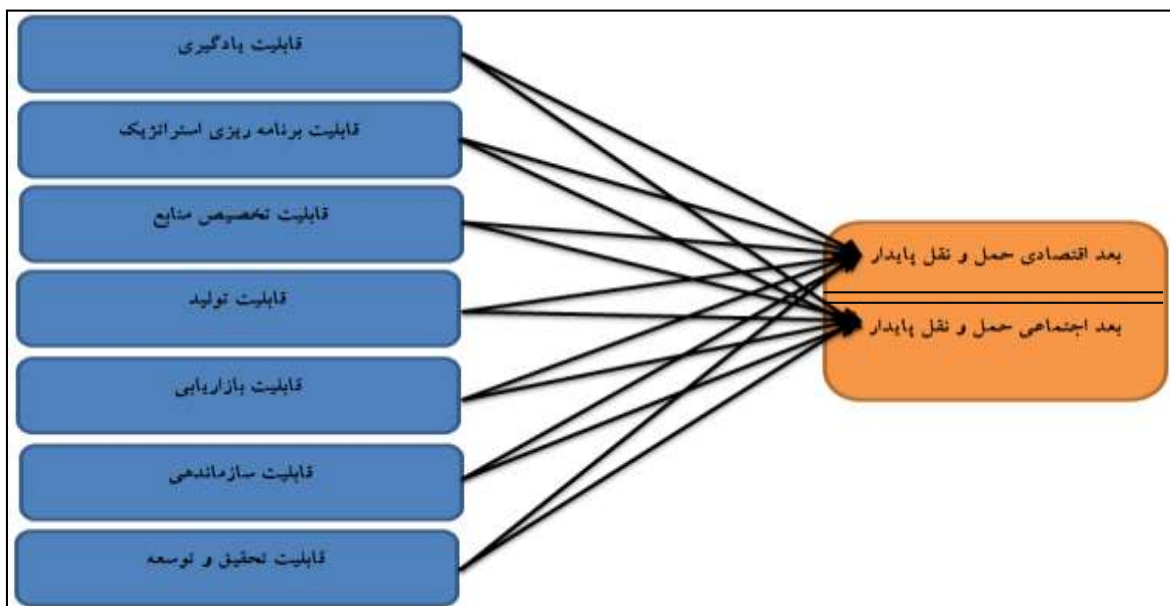 قابلیت یادگیری
قابلیت برنامه ریزی استراتژیک
قابلیت تخصیص منابع
قابلیت تولید
قابلیت بازاریابی
قابلیت سازماندهی
قابلیت تحقیق و توسعه
بعد اقتصادی حمل و نقل پایدار
بعد اجتماعی حمل و نقل پایدار